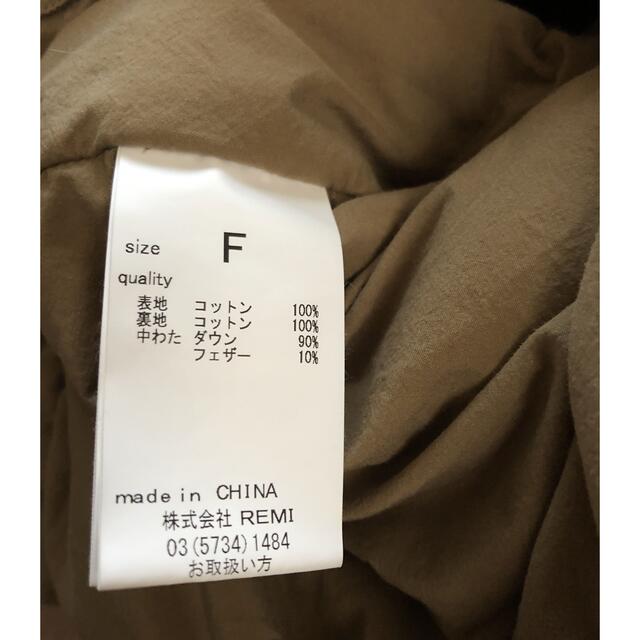 size F
quality
表地 コットン 100%
裏地 コットン 100%
中わた ダウン 90%
フェザー 10%
made in CHINA
株式会社 REMI
03(5734)1484
お取扱い方